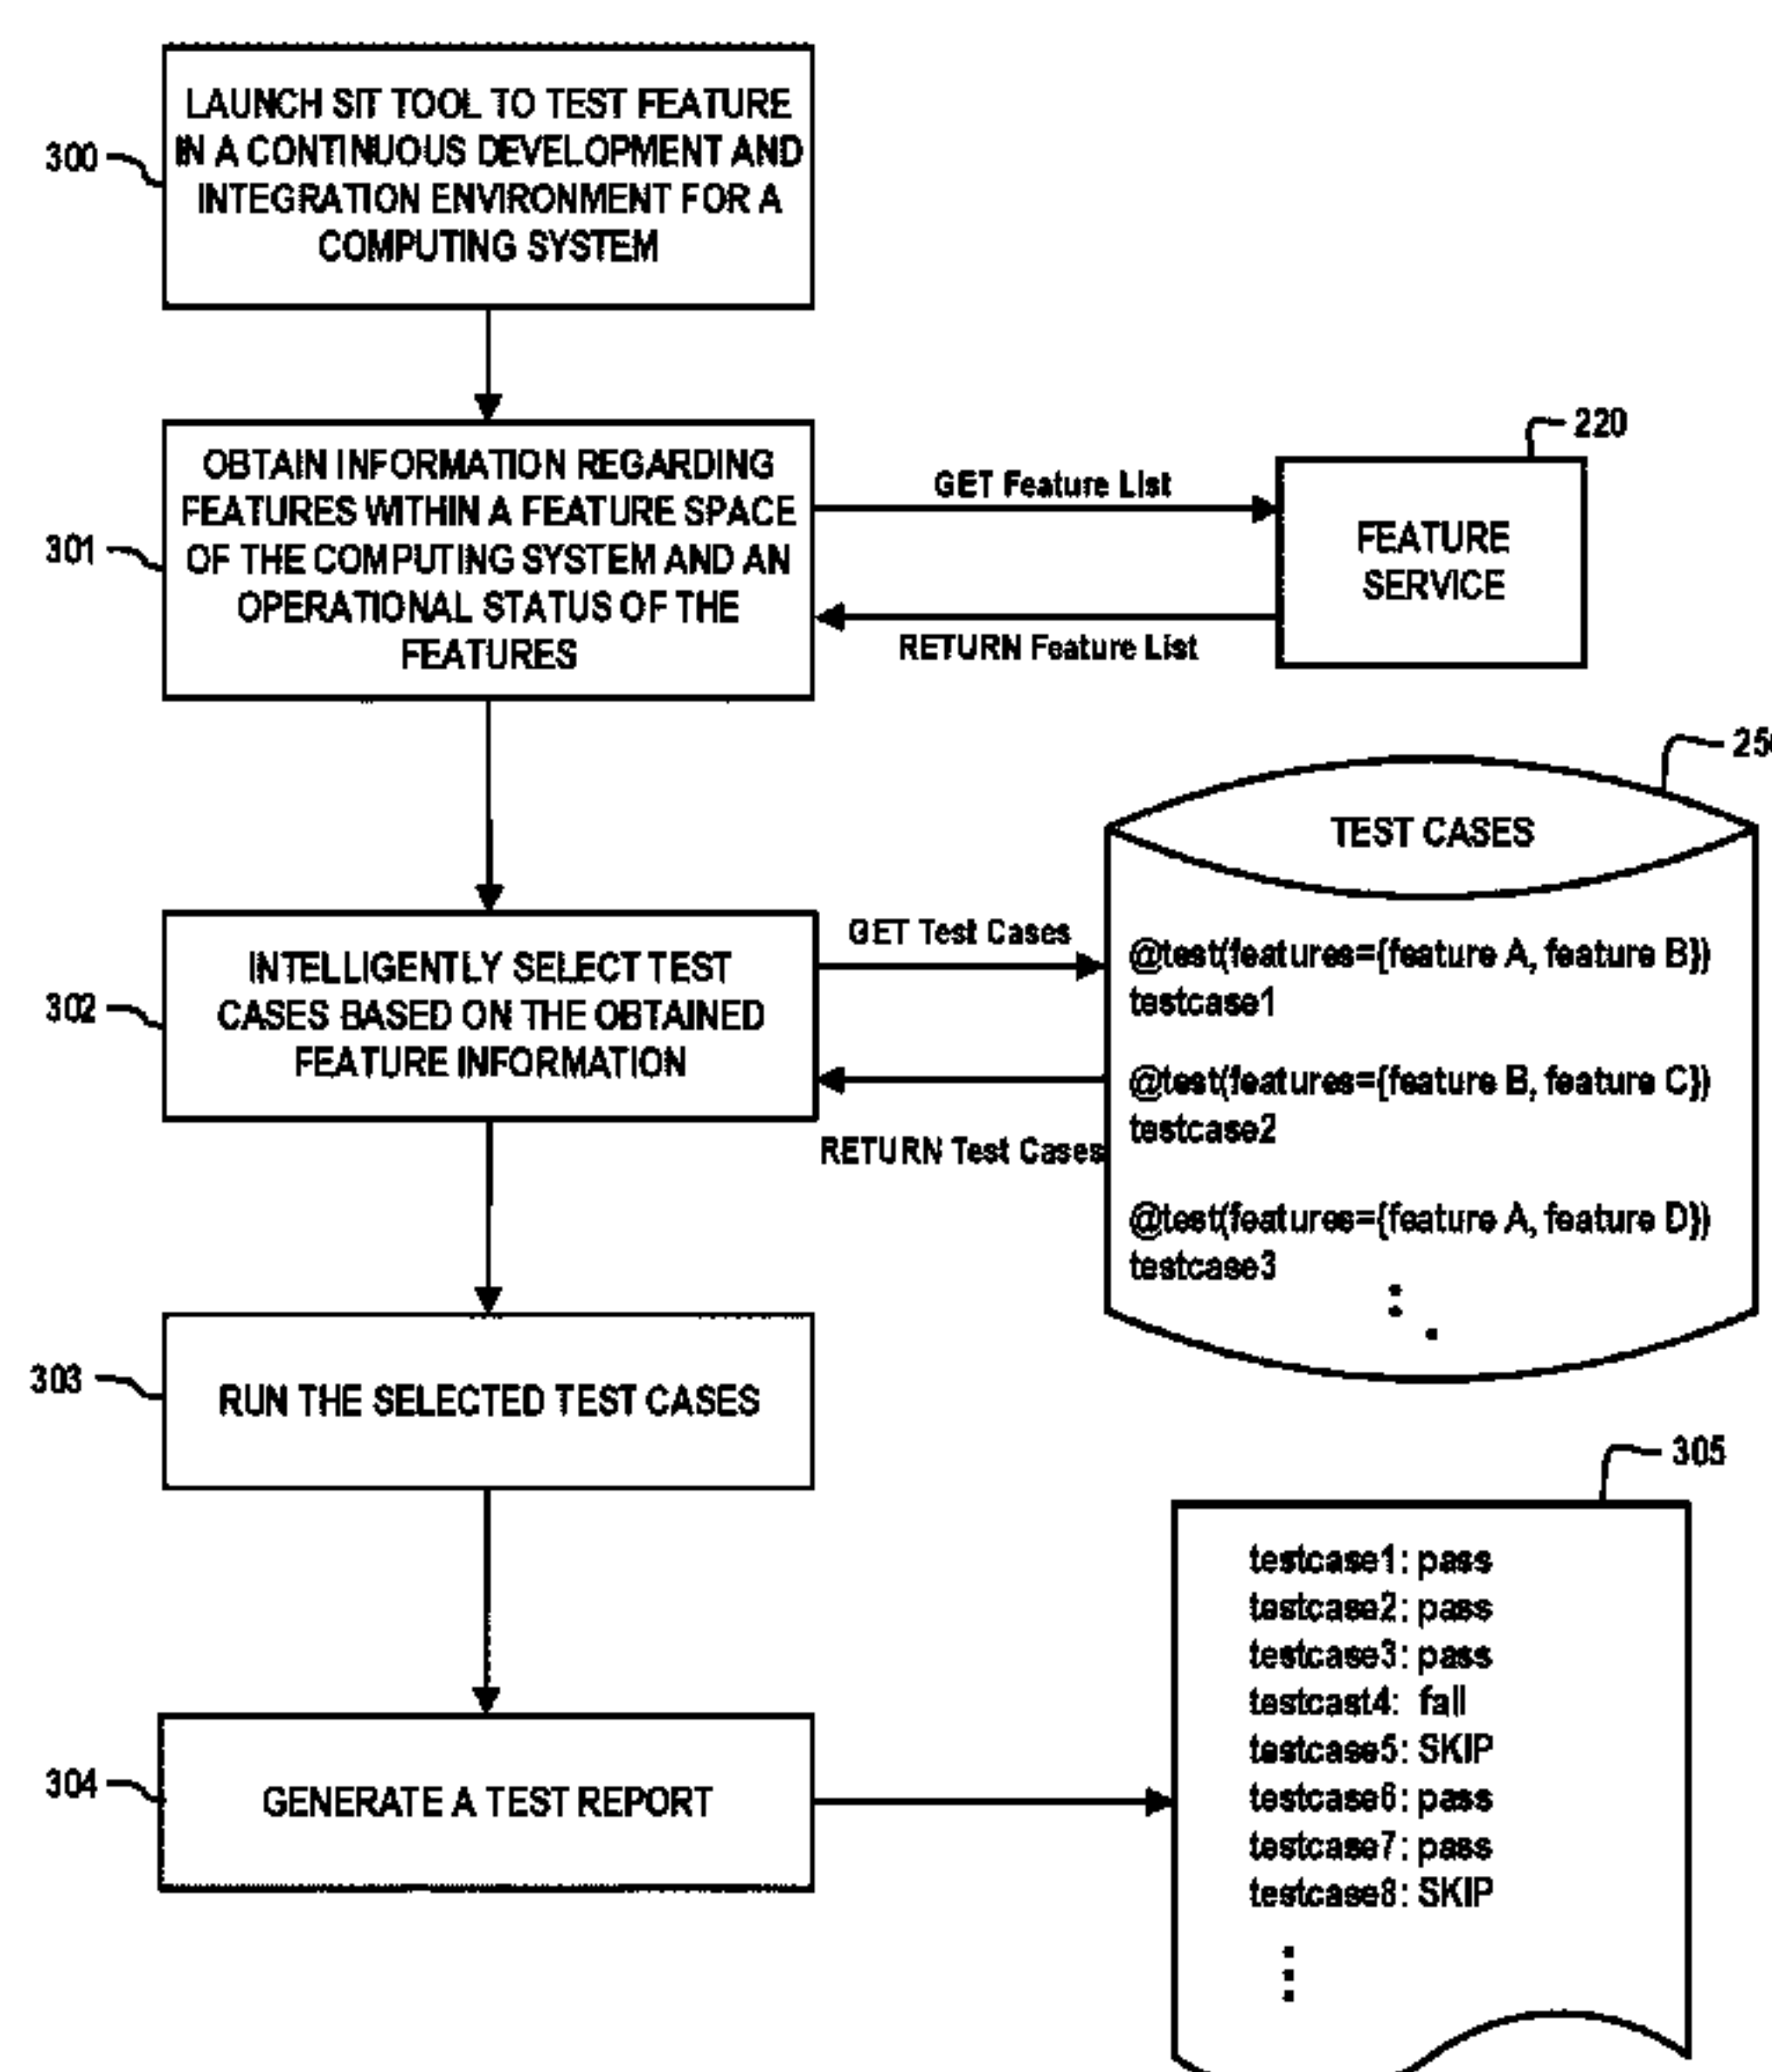 300
LAUNCH SIT TOOL TO TEST FEATURE
IN A CONTINUOUS DEVELOPMENT AND
INTEGRATION ENVIRONMENT FOR A
COMPUTING SYSTEM
301
OBTAIN INFORMATION REGARDING
FEATURES WITHIN A FEATURE SPACE
OF THE COMPUTING SYSTEM AND AN
OPERATIONAL STATUS OF THE
FEATURES
GET Feature List
RETURN Feature List
220
FEATURE
SERVICE
302
INTELLIGENTLY SELECT TEST
CASES BASED ON THE OBTAINED
FEATURE INFORMATION
GET Test Cases
RETURN Test Cases
TEST CASES
@test(features={feature A, feature B})
testcase1
@test(features={feature B, feature C})
testcase2
@test(features={feature A, feature D})
testcase3
303
RUN THE SELECTED TEST CASES
304
GENERATE A TEST REPORT
305
testcase1: pass
testcase2: pass
testcase3: pass
testcast4: fail
testcase5: SKIP
testcase6: pass
testcase7: pass
testcase8: SKIP